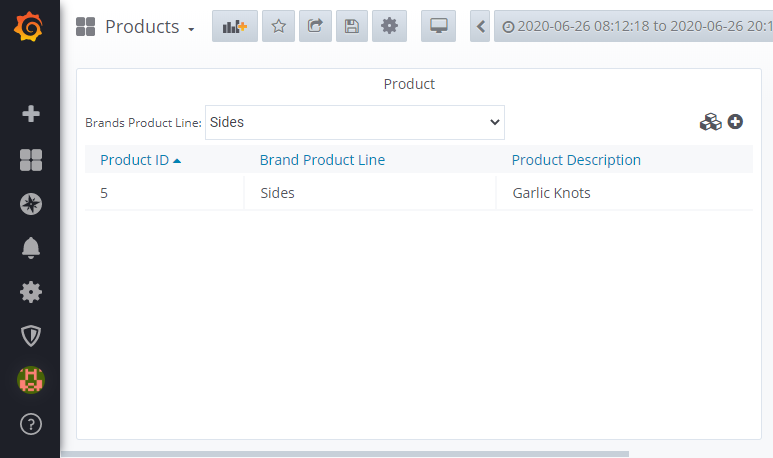 Products
2020-06-26 08:12:18 to 2020-06-26 20:1
Product
Brands Product Line: Sides
Product ID Brand Product Line Product Description
5 Sides Garlic Knots